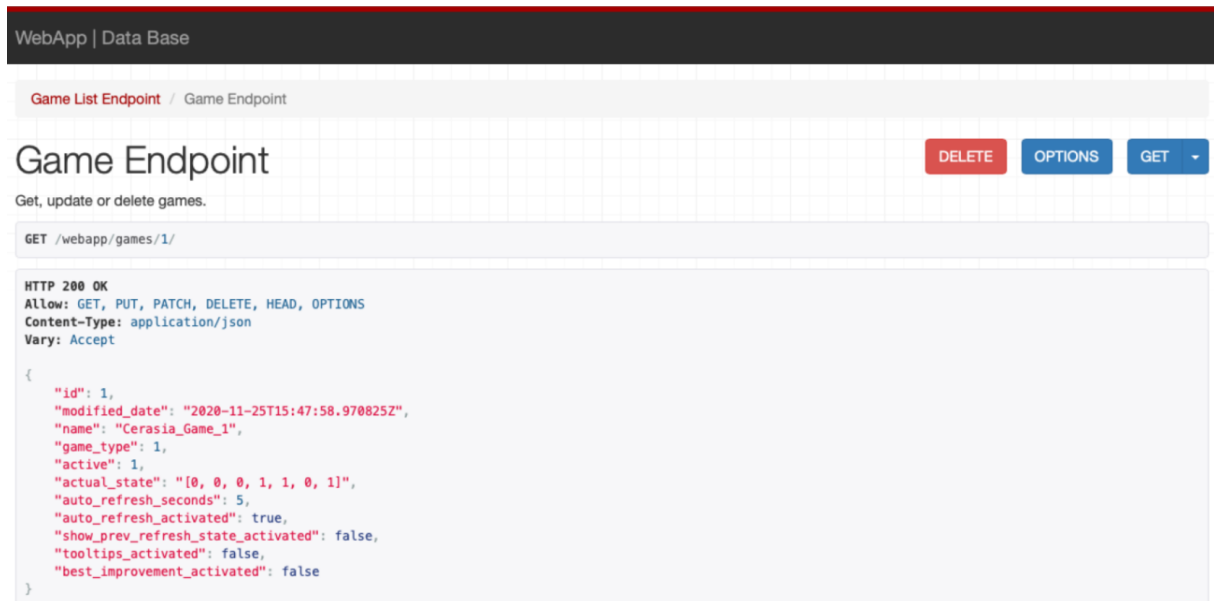 WebApp | Data Base
Game List Endpoint / Game Endpoint
Game Endpoint
DELETE OPTIONS GET
Get, update or delete games.
GET /webapp/games/1/
HTTP 200 OK
Allow: GET, PUT, PATCH, DELETE, HEAD, OPTIONS
Content-Type: application/json
Vary: Accept
{
    "id": 1,
    "modified_date": "2020-11-25T15:47:58.970825Z",
    "name": "Cerasia_Game_1",
    "game_type": 1,
    "active": 1,
    "actual_state": "[0, 0, 0, 1, 1, 0, 1]",
    "auto_refresh_seconds": 5,
    "auto_refresh_activated": true,
    "show_prev_refresh_state_activated": false,
    "tooltips_activated": false,
    "best_improvement_activated": false
}